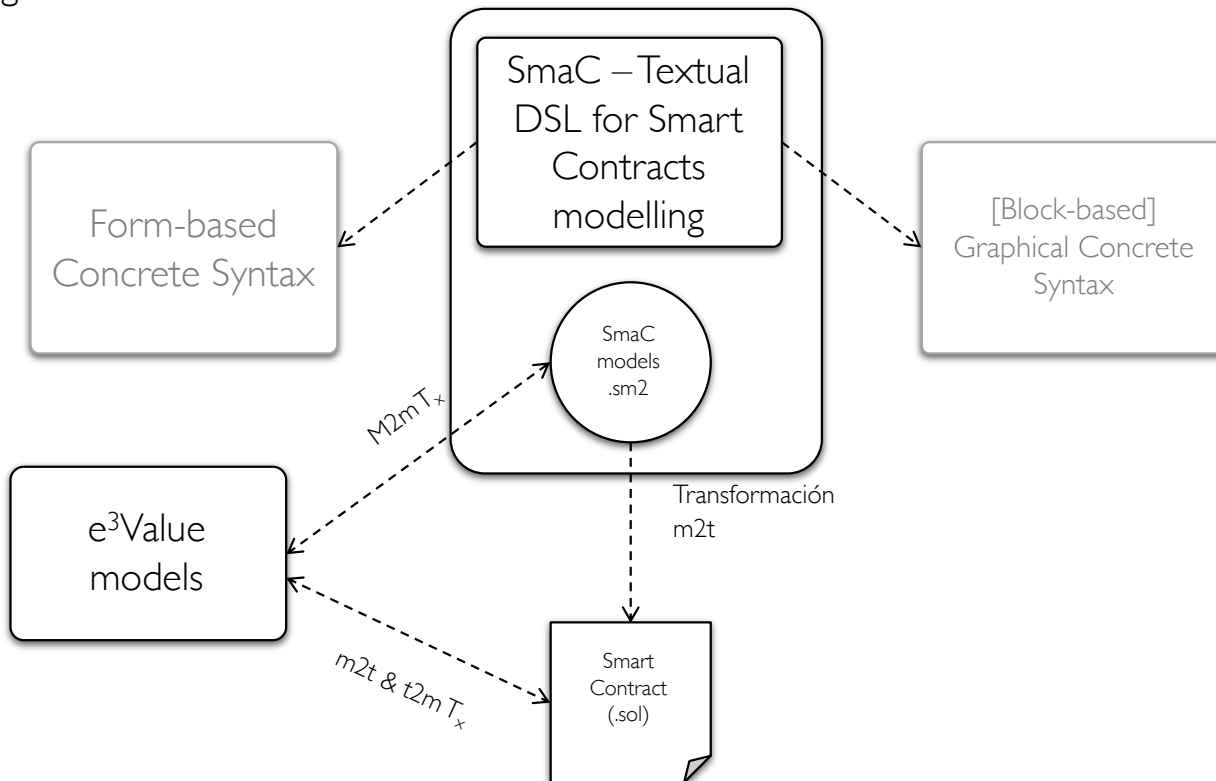 SmaC – Textual
DSL for Smart
Contracts
modelling
Form-based
Concrete Syntax
[Block-based]
Graphical Concrete
Syntax
SmaC
models
.sm2
M2m Tₓ
e³Value
models
Transformación
m2t
m2t & t2m Tₓ
Smart
Contract
(.sol)